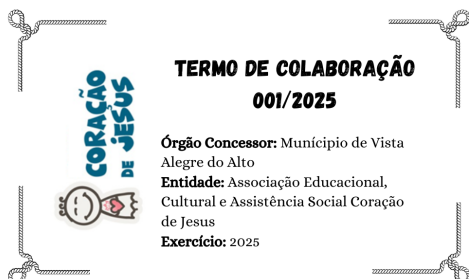 CORAÇÃO
DE JESUS
TERMO DE COLABORAÇÃO
001/2025
Órgão Concessor: Munícipio de Vista
Alegre do Alto
Entidade: Associação Educacional,
Cultural e Assistência Social Coração
de Jesus
Exercício: 2025